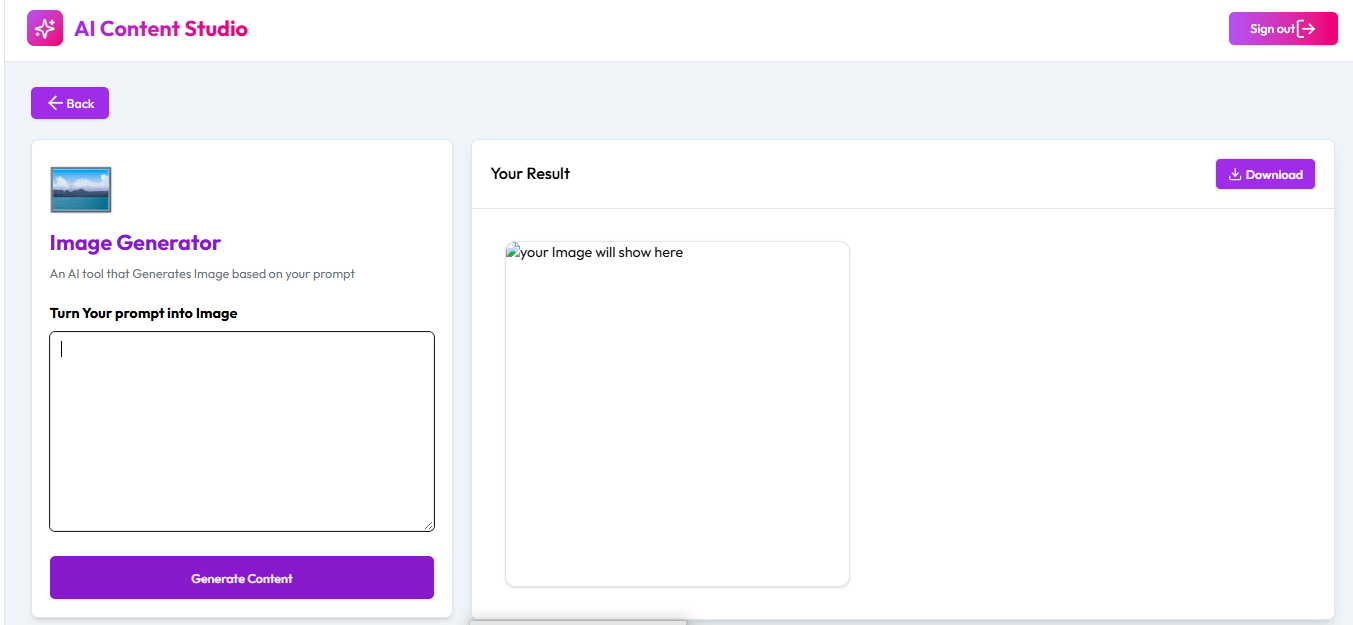 AI Content Studio
Sign out
Back
Image Generator
An AI tool that Generates Image based on your prompt
Turn Your prompt into Image
Generate Content
Your Result
Download
your Image will show here